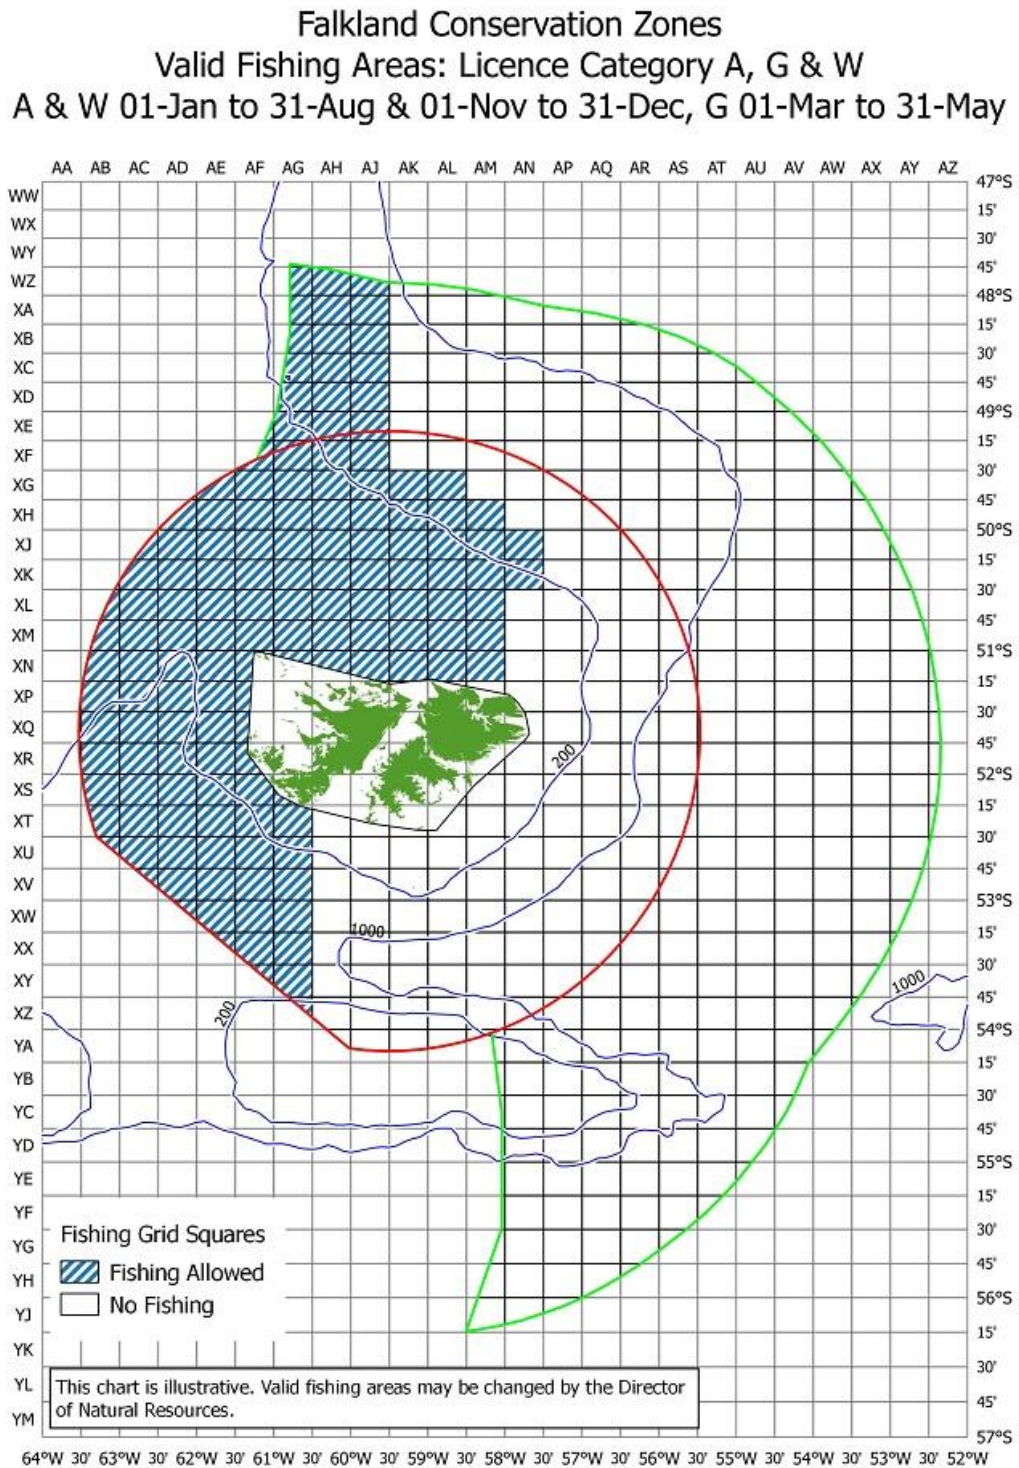 Falkland Conservation Zones
Valid Fishing Areas: Licence Category A, G & W
A & W 01-Jan to 31-Aug & 01-Nov to 31-Dec, G 01-Mar to 31-May
AA AB AC AD AE AF AG AH AJ AK AL AM AN AP AQ AR AS AT AU AV AW AX AY AZ
47°S
WW
15'
WX
30'
WY
45'
WZ
48°S
XA
15'
XB
30'
XC
45'
XD
49°S
XE
15'
XF
30'
XG
45'
XH
50°S
XJ
15'
XK
30'
XL
45'
XM
51°S
XN
15'
XP
30'
XQ
45'
200
XR
52°S
XS
15'
XT
30'
XU
45'
XV
53°S
XW
15'
1000
XX
30'
XY
1000
45'
XZ
200
54°S
YA
15'
YB
30'
YC
45'
YD
55°S
YE
15'
YF
30'
Fishing Grid Squares
YG
45'
Fishing Allowed
YH
56°S
No Fishing
YJ
15'
YK
30'
YL
This chart is illustrative. Valid fishing areas may be changed by the Director
of Natural Resources.
45'
YM
57°S
64°W 30' 63°W 30' 62°W 30' 61°W 30' 60°W 30' 59°W 30' 58°W 30' 57°W 30' 56°W 30' 55°W 30' 54°W 30' 53°W 30' 52°W